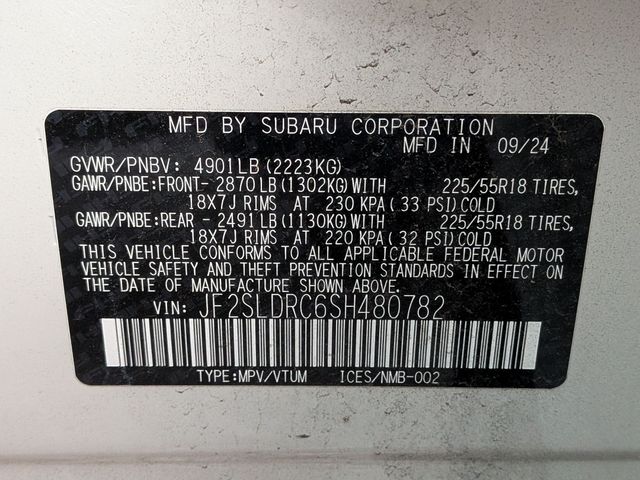 MFD BY SUBARU CORPORATION
MFD IN 09/24
GVWR/PNBV: 4901LB(2223KG)
GAWR/PNBE:FRONT- 2870LB(1302KG)WITH 225/55R18 TIRES,
18X7J RIMS AT 230 KPA( 33 PSI)COLD
GAWR/PNBE:REAR - 2491LB(1130KG)WITH 225/55R18 TIRES,
18X7J RIMS AT 220 KPA( 32 PSI)COLD
THIS VEHICLE CONFORMS TO ALL APPLICABLE FEDERAL MOTOR
VEHICLE SAFETY AND THEFT PREVENTION STANDARDS IN EFFECT ON
THE DATE OF MANUFACTURE SHOWN ABOVE.
VIN: JF2SLDRC6SH480782
TYPE:MPV/VTUM ICES/NMB-002